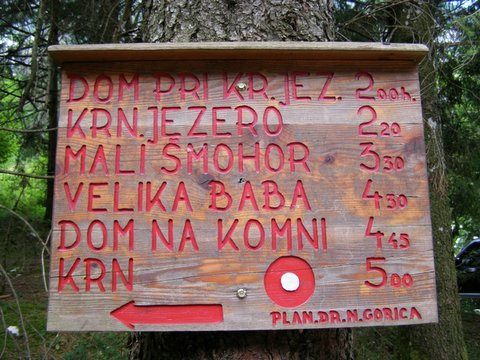 DOM PRI KR. JEZ. 2 00h.
KRN. JEZERO 2 20
MALI ŠMOHOR 3 30
VELIKA BABA 4 30
DOM NA KOMNI 4 45
KRN 5 00
PLAN. DR. N. GORICA